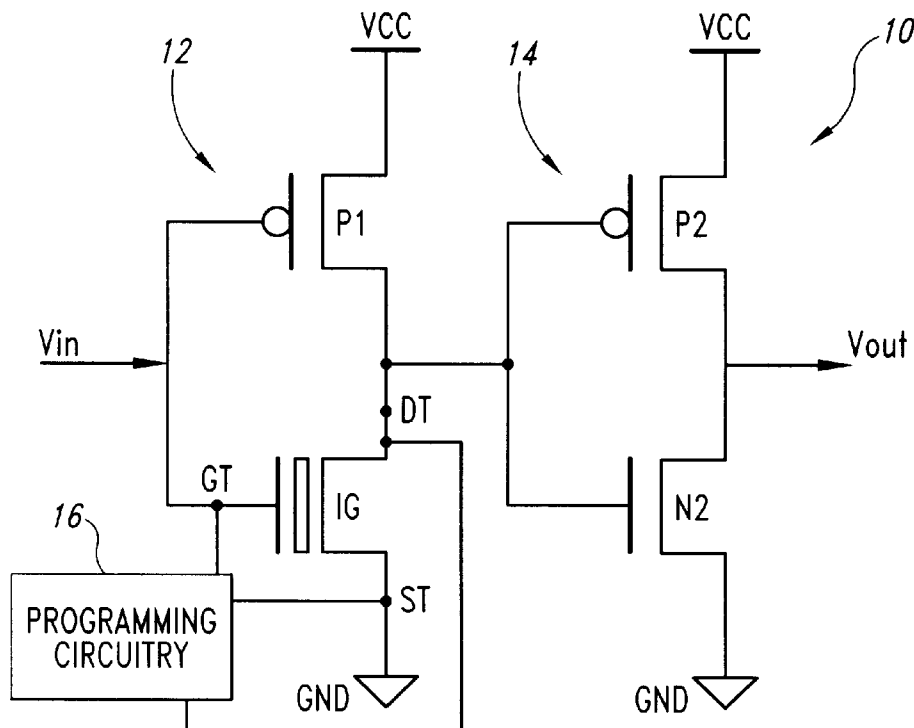 VCC
VCC
10
12
14
P1
P2
Vin
Vout
DT
GT
IG
N2
16
ST
PROGRAMMING
CIRCUITRY
GND
GND